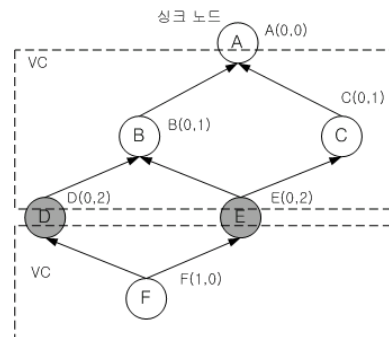 싱크 노드
A A(0,0)
VC
C(0,1)
B B(0,1) C
D(0,2) E(0,2)
D E
VC
F(1,0)
F